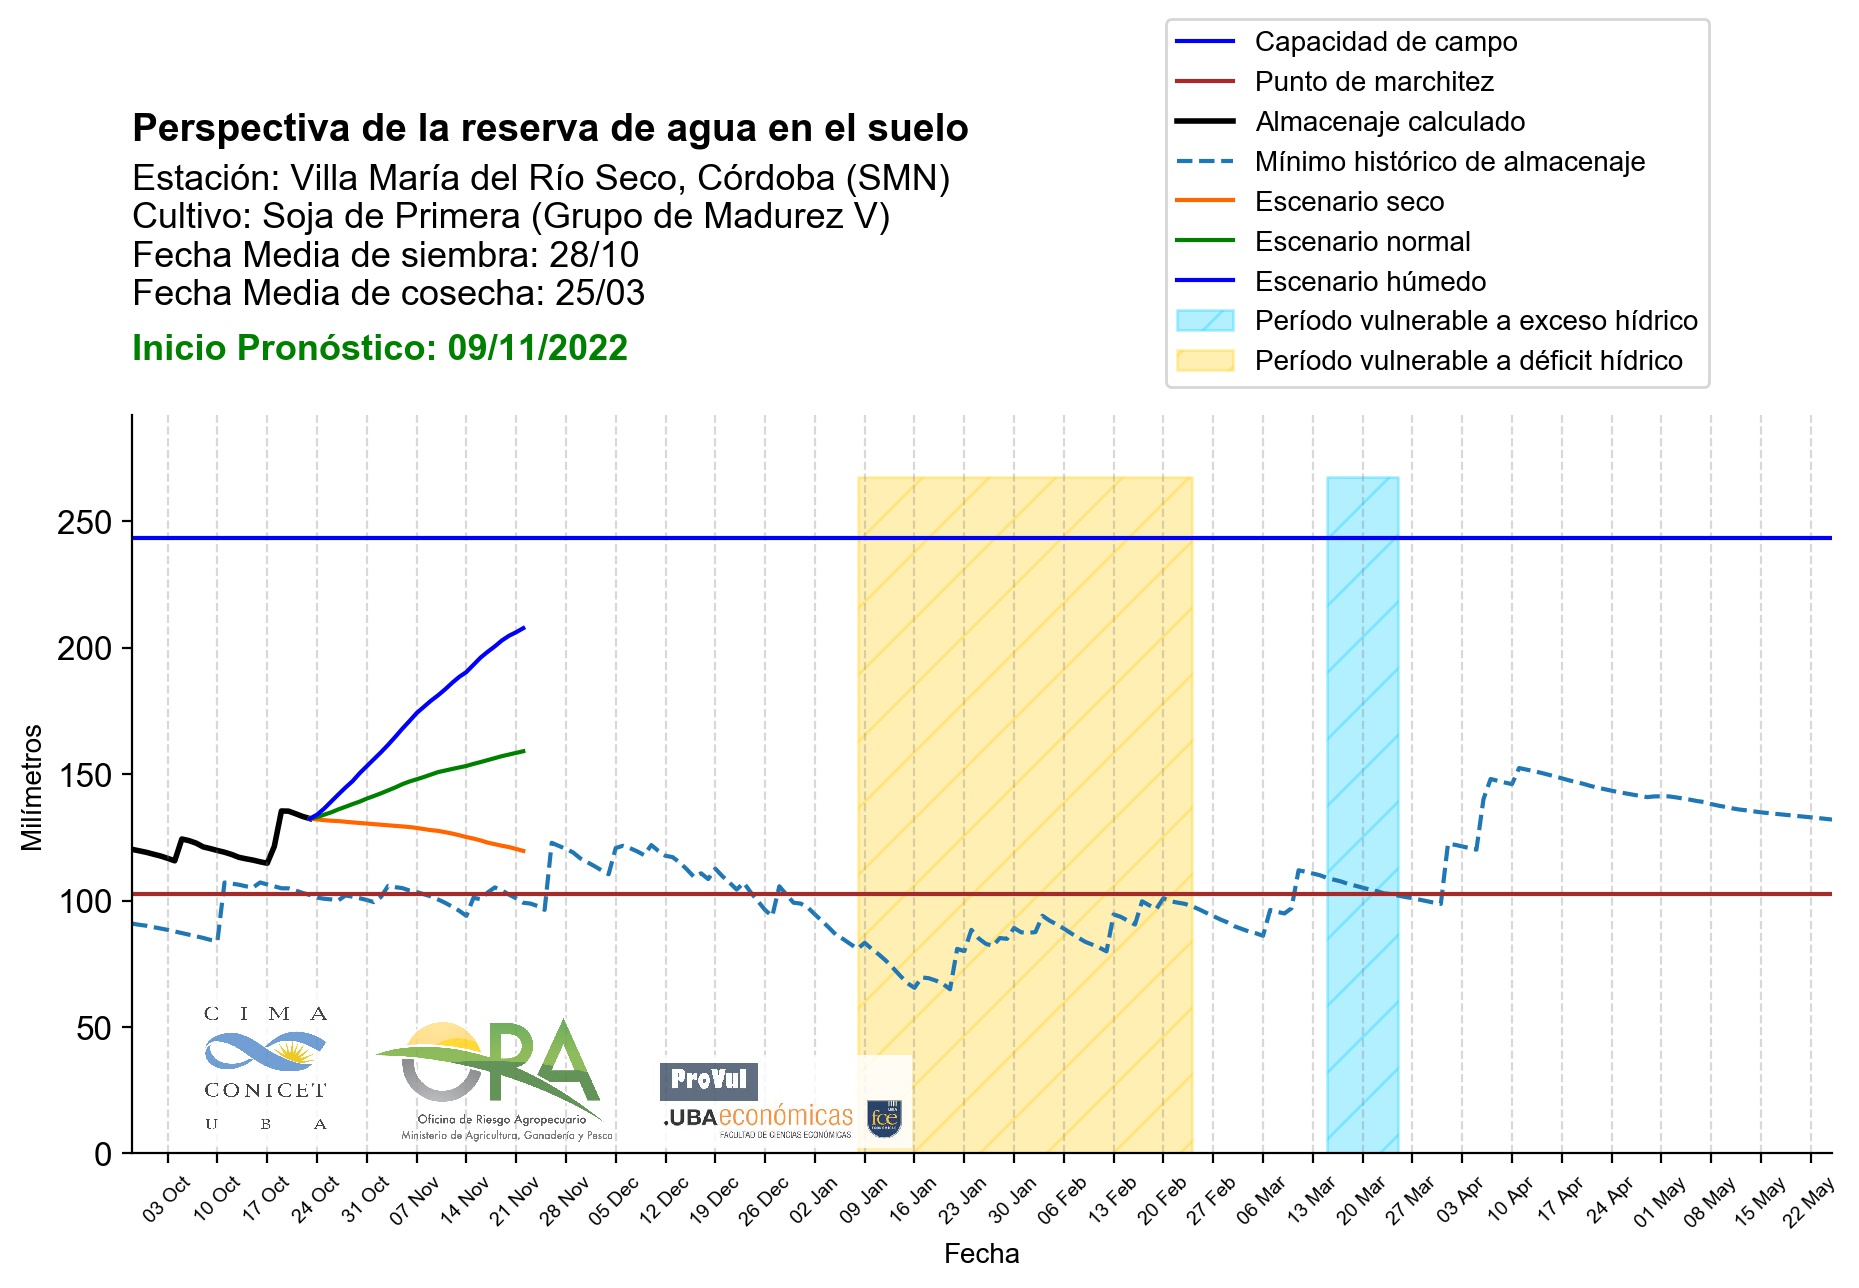 Capacidad de campo
Punto de marchitez
Almacenaje calculado
Mínimo histórico de almacenaje
Escenario seco
Escenario normal
Escenario húmedo
Período vulnerable a exceso hídrico
Período vulnerable a déficit hídrico
Perspectiva de la reserva de agua en el suelo
Estación: Villa María del Río Seco, Córdoba (SMN)
Cultivo: Soja de Primera (Grupo de Madurez V)
Fecha Media de siembra: 28/10
Fecha Media de cosecha: 25/03
Inicio Pronóstico: 09/11/2022
Milímetros
250
200
150
100
50
0
C I M A
CONICET
U B A
ORA
Oficina de Riesgo Agropecuario
Ministerio de Agricultura, Ganadería y Pesca
ProVul
.UBAeconómicas
FACULTAD DE CIENCIAS ECONÓMICAS
fce
03 Oct
10 Oct
17 Oct
24 Oct
31 Oct
07 Nov
14 Nov
21 Nov
28 Nov
05 Dec
12 Dec
19 Dec
26 Dec
02 Jan
09 Jan
16 Jan
23 Jan
30 Jan
06 Feb
13 Feb
20 Feb
27 Feb
06 Mar
13 Mar
20 Mar
27 Mar
03 Apr
10 Apr
17 Apr
24 Apr
01 May
08 May
15 May
22 May
Fecha